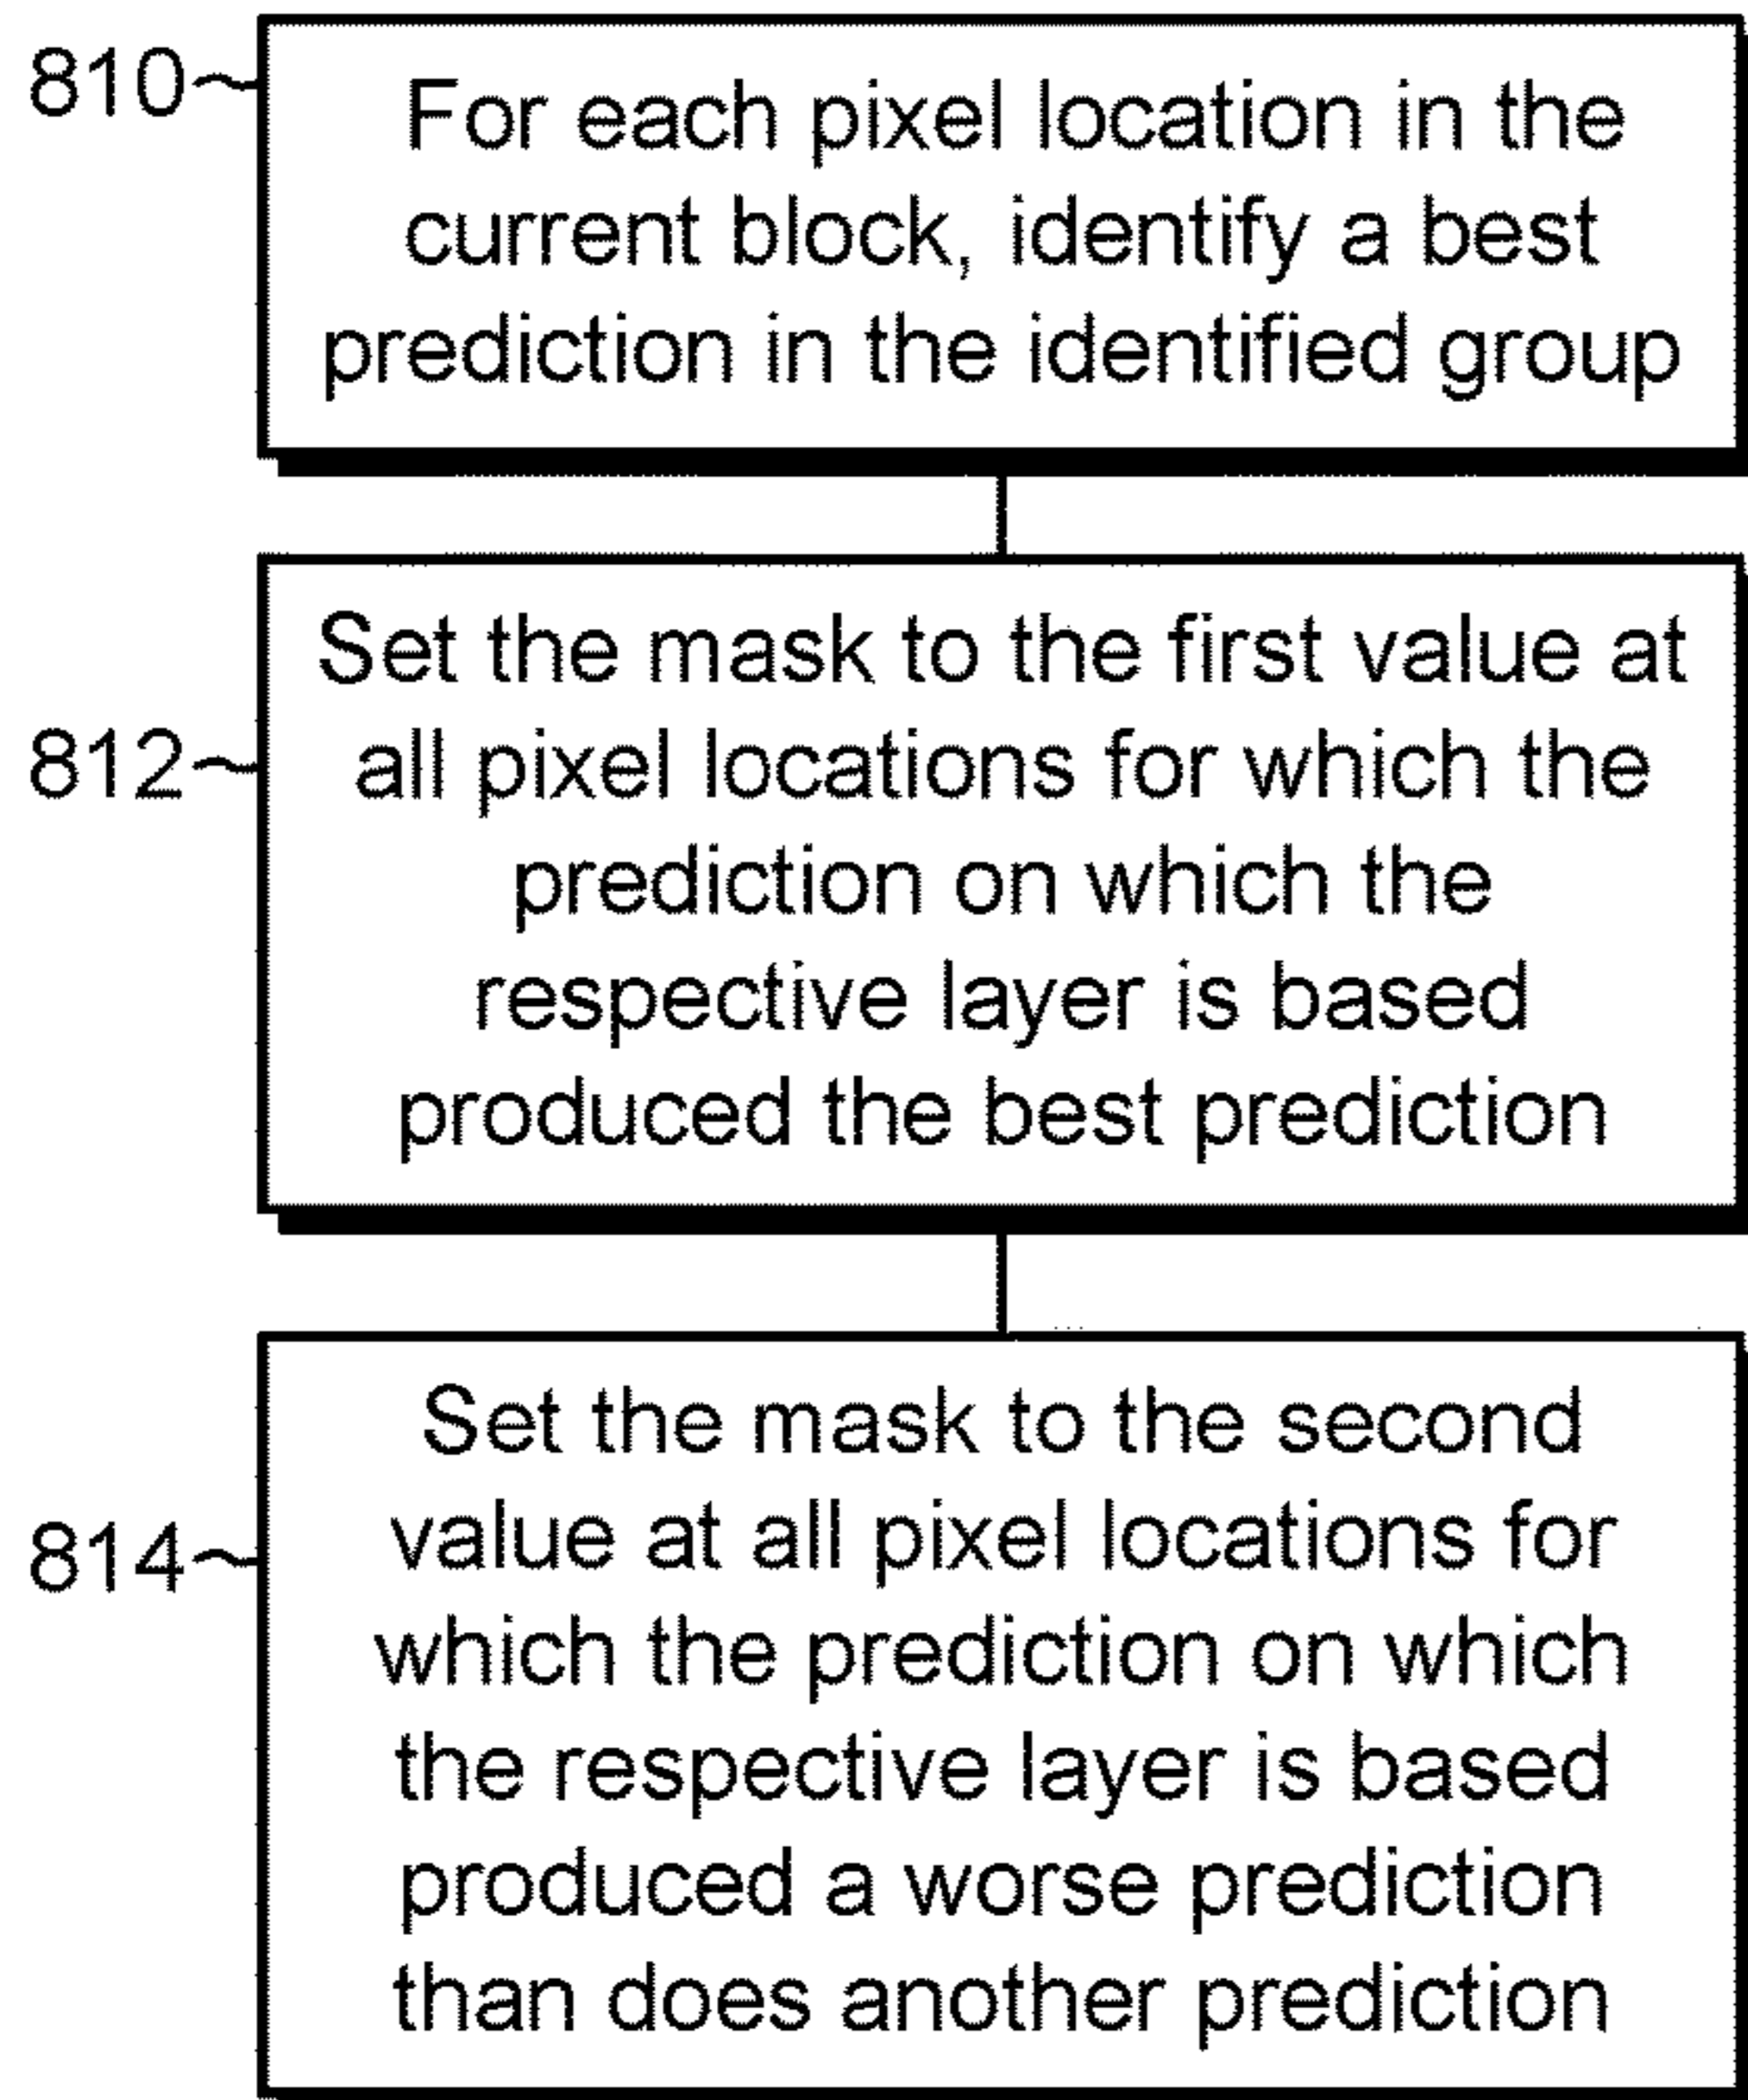 810
For each pixel location in the
current block, identify a best
prediction in the identified group
812
Set the mask to the first value at
all pixel locations for which the
prediction on which the
respective layer is based
produced the best prediction
814
Set the mask to the second
value at all pixel locations for
which the prediction on which
the respective layer is based
produced a worse prediction
than does another prediction